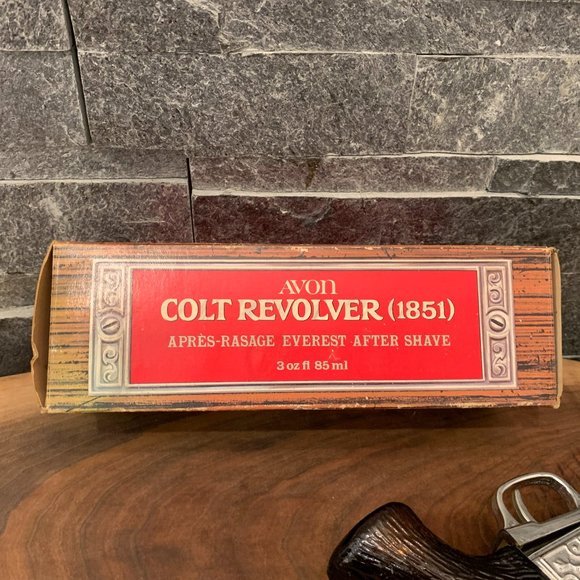 AVON
COLT REVOLVER (1851)
APRÈS-RASAGE EVEREST AFTER SHAVE
3 oz fl 85 ml